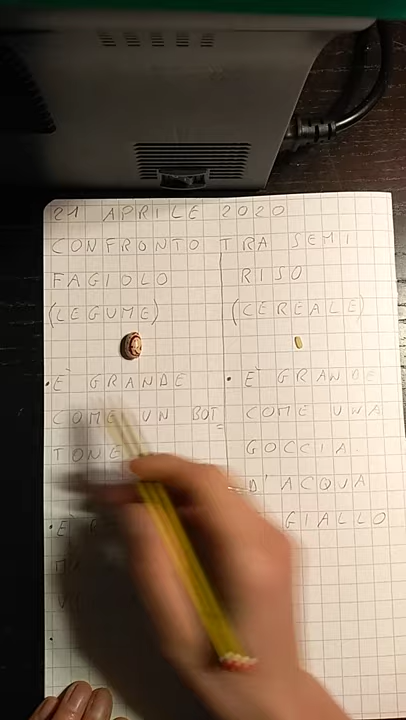 21 APRILE 2020
CONFRONTO TRA SEMI
FAGIOLO
(LEGUME)
• È GRANDE
COME UN BOT
TONE
• È
RISO
(CEREALE)
• È GRANDE
COME UNA
GOCCIA
D'ACQUA
GIALLO